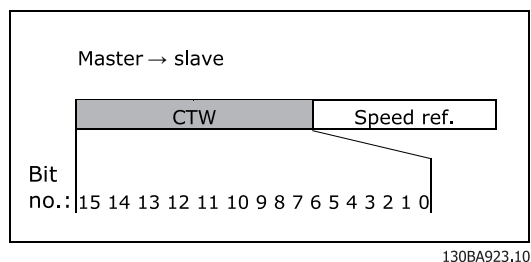 Master → slave
CTW Speed ref.
Bit
no.: 15 14 13 12 11 10 9 8 7 6 5 4 3 2 1 0
130BA923.10